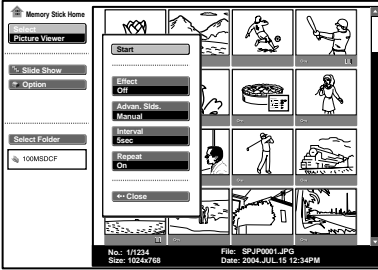 Memory Stick Home
Select
Picture Viewer
Slide Show
Option
Select Folder
100MSDCF
Start
Effect
Off
Advan. Slds.
Manual
Interval
5sec
Repeat
On
Close
No.: 1/1234
File: SPJP0001.JPG
Size: 1024x768
Date: 2004.JUL.15 12:34PM